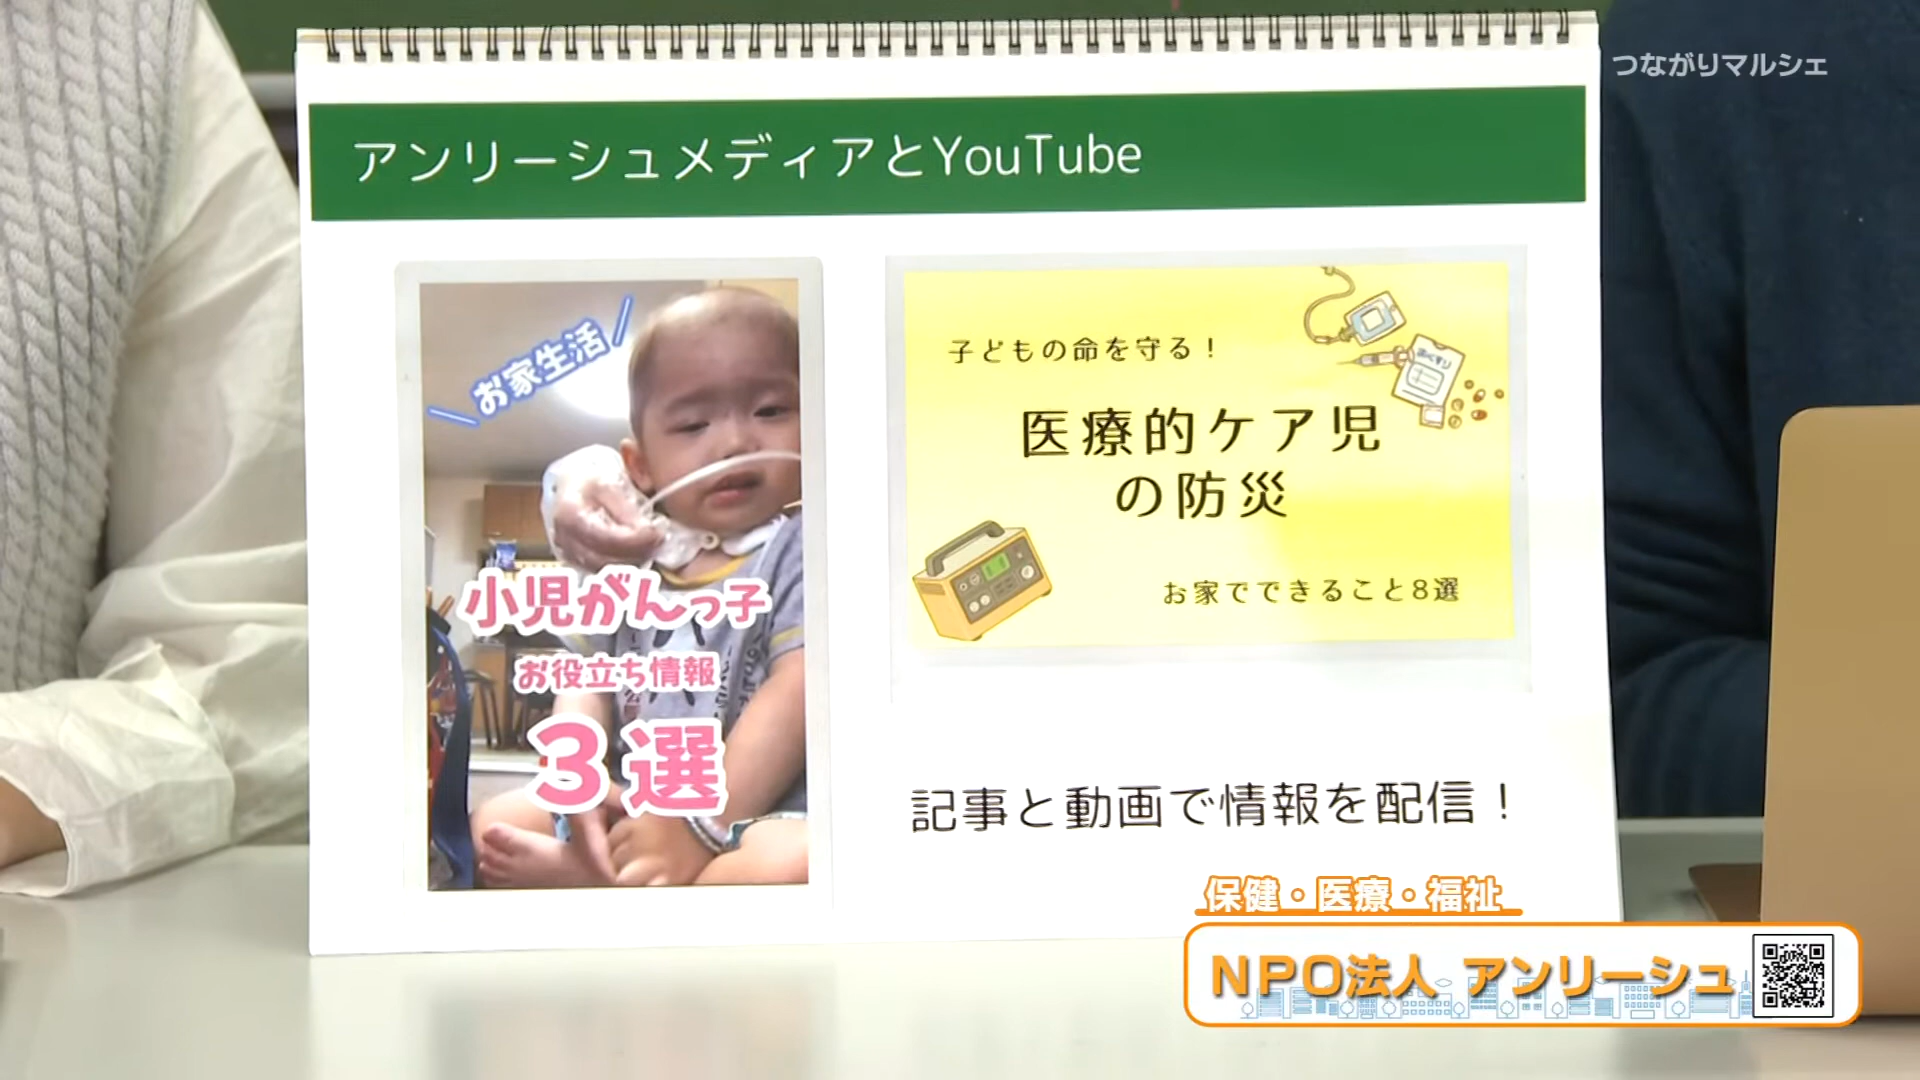 つながりマルシェ
アンリーシュメディアとYouTube
お家生活
小児がんっ子
お役立ち情報
3選
子どもの命を守る！
医療的ケア児
の防災
お家でできること8選
記事と動画で情報を配信！
保健・医療・福祉
NPO法人 アンリーシュ